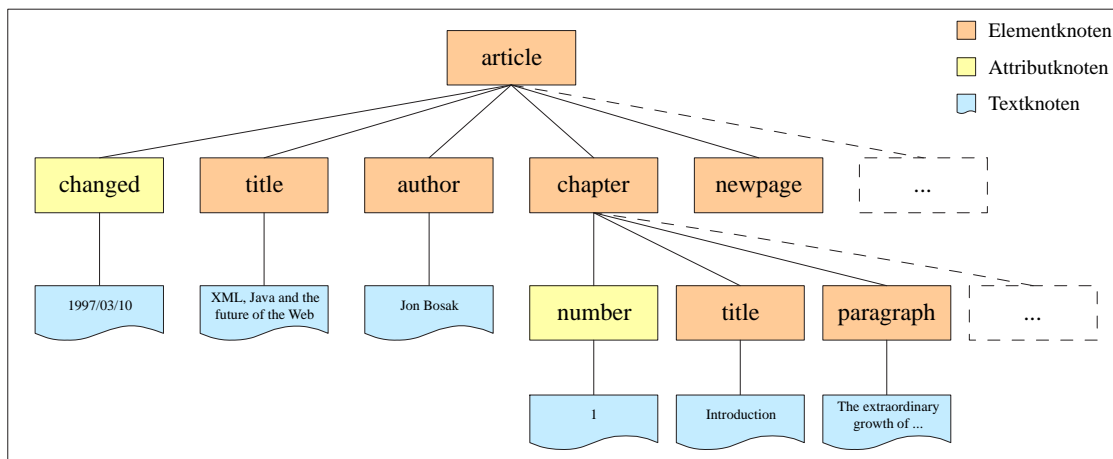 Elementknoten
Attributknoten
Textknoten
article
changed
title
author
chapter
newpage
...
1997/03/10
XML, Java and the
future of the Web
Jon Bosak
number
title
paragraph
...
1
Introduction
The extraordinary
growth of ...